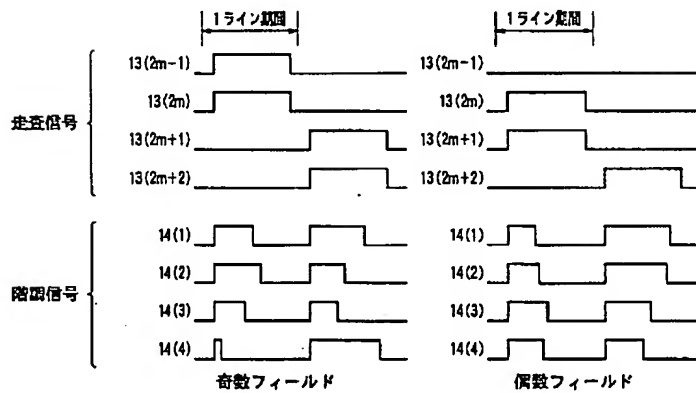 1ライン期間 1ライン期間
13(2m-1) 13(2m-1)
13(2m) 13(2m)
走査信号
13(2m+1) 13(2m+1)
13(2m+2) 13(2m+2)
14(1) 14(1)
14(2) 14(2)
階調信号
14(3) 14(3)
14(4) 14(4)
奇数フィールド 偶数フィールド